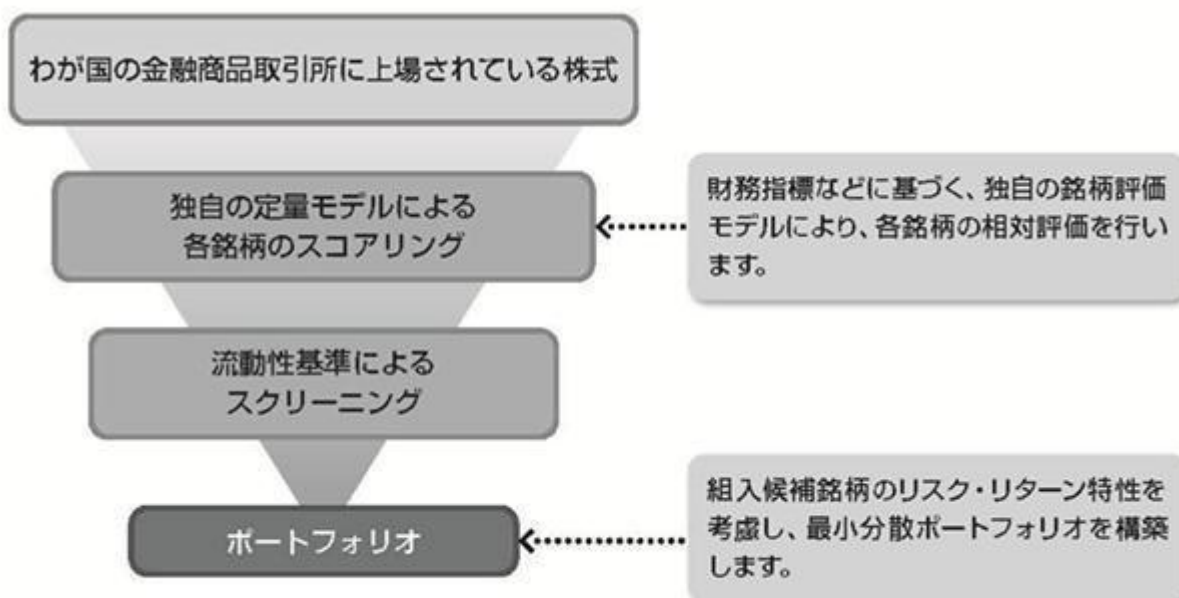 わが国の金融商品取引所に上場されている株式
独自の定量モデルによる
各銘柄のスコアリング
財務指標などに基づく、独自の銘柄評価
モデルにより、各銘柄の相対評価を行い
ます。
流動性基準による
スクリーニング
ポートフォリオ
組入候補銘柄のリスク・リターン特性を
考慮し、最小分散ポートフォリオを構築
します。